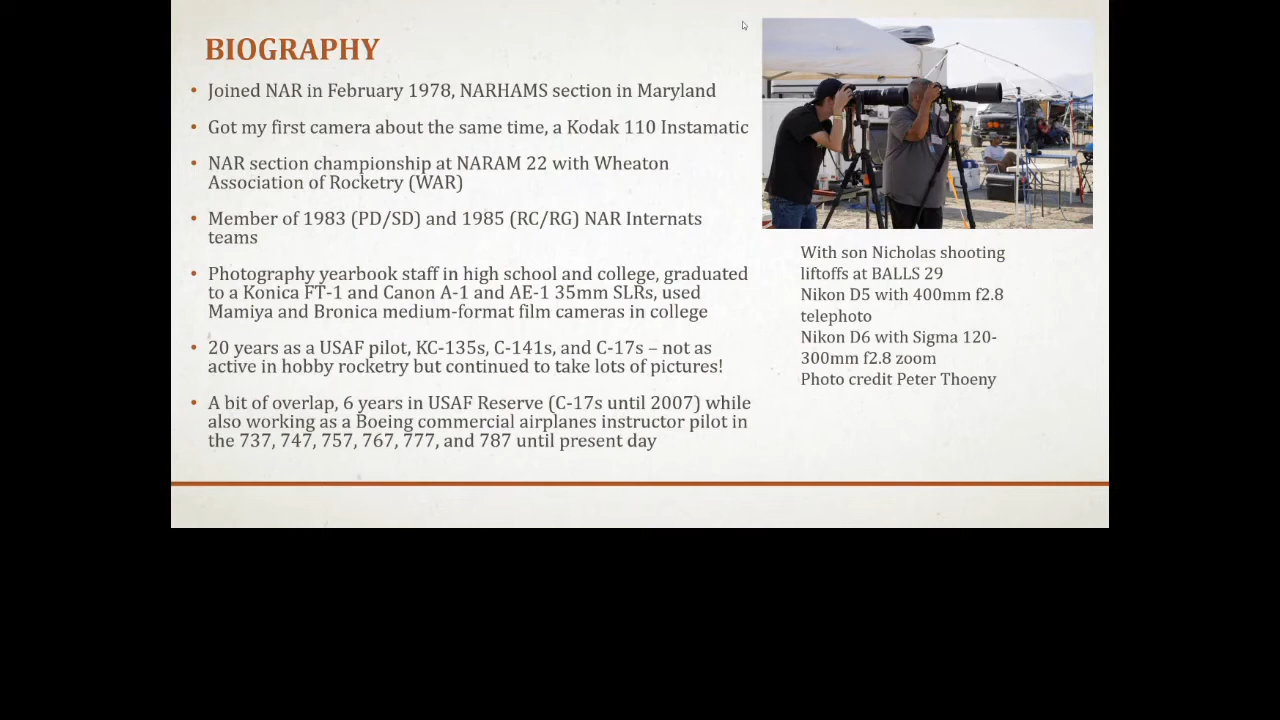 BIOGRAPHY
• Joined NAR in February 1978, NARHAMS section in Maryland
• Got my first camera about the same time, a Kodak 110 Instamatic
• NAR section championship at NARAM 22 with Wheaton
Association of Rocketry (WAR)
• Member of 1983 (PD/SD) and 1985 (RC/RG) NAR Internats
teams
• Photography yearbook staff in high school and college, graduated
to a Konica FT-1 and Canon A-1 and AE-1 35mm SLRs, used
Mamiya and Bronica medium-format film cameras in college
• 20 years as a USAF pilot, KC-135s, C-141s, and C-17s – not as
active in hobby rocketry but continued to take lots of pictures!
• A bit of overlap, 6 years in USAF Reserve (C-17s until 2007) while
also working as a Boeing commercial airplanes instructor pilot in
the 737, 747, 757, 767, 777, and 787 until present day
With son Nicholas shooting
liftoffs at BALLS 29
Nikon D5 with 400mm f2.8
telephoto
Nikon D6 with Sigma 120-
300mm f2.8 zoom
Photo credit Peter Thoeny